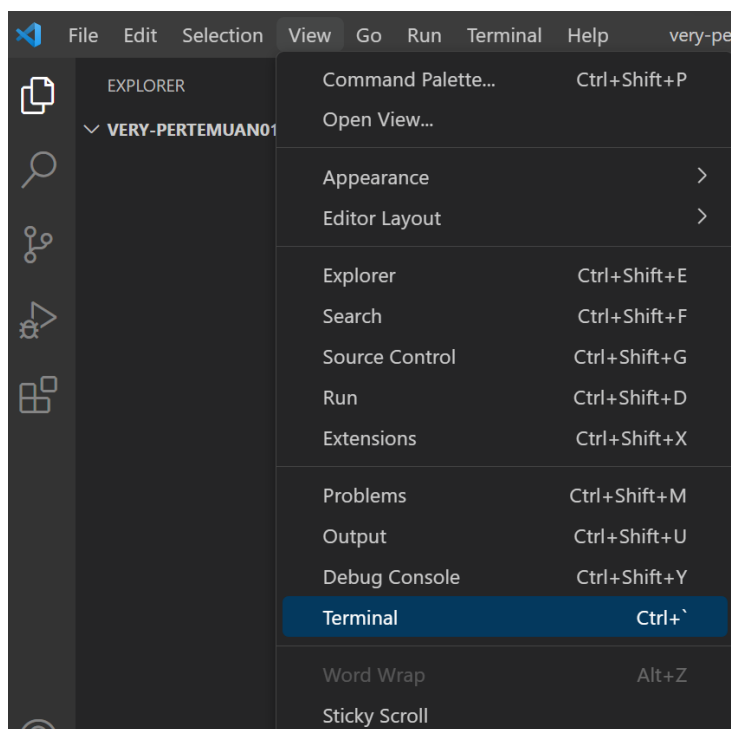 File Edit Selection View Go Run Terminal Help very-pe
EXPLORER
VERY-PERTEMUAN01
Command Palette... Ctrl+Shift+P
Open View...
Appearance
Editor Layout
Explorer Ctrl+Shift+E
Search Ctrl+Shift+F
Source Control Ctrl+Shift+G
Run Ctrl+Shift+D
Extensions Ctrl+Shift+X
Problems Ctrl+Shift+M
Output Ctrl+Shift+U
Debug Console Ctrl+Shift+Y
Terminal Ctrl+`
Word Wrap Alt+Z
Sticky Scroll